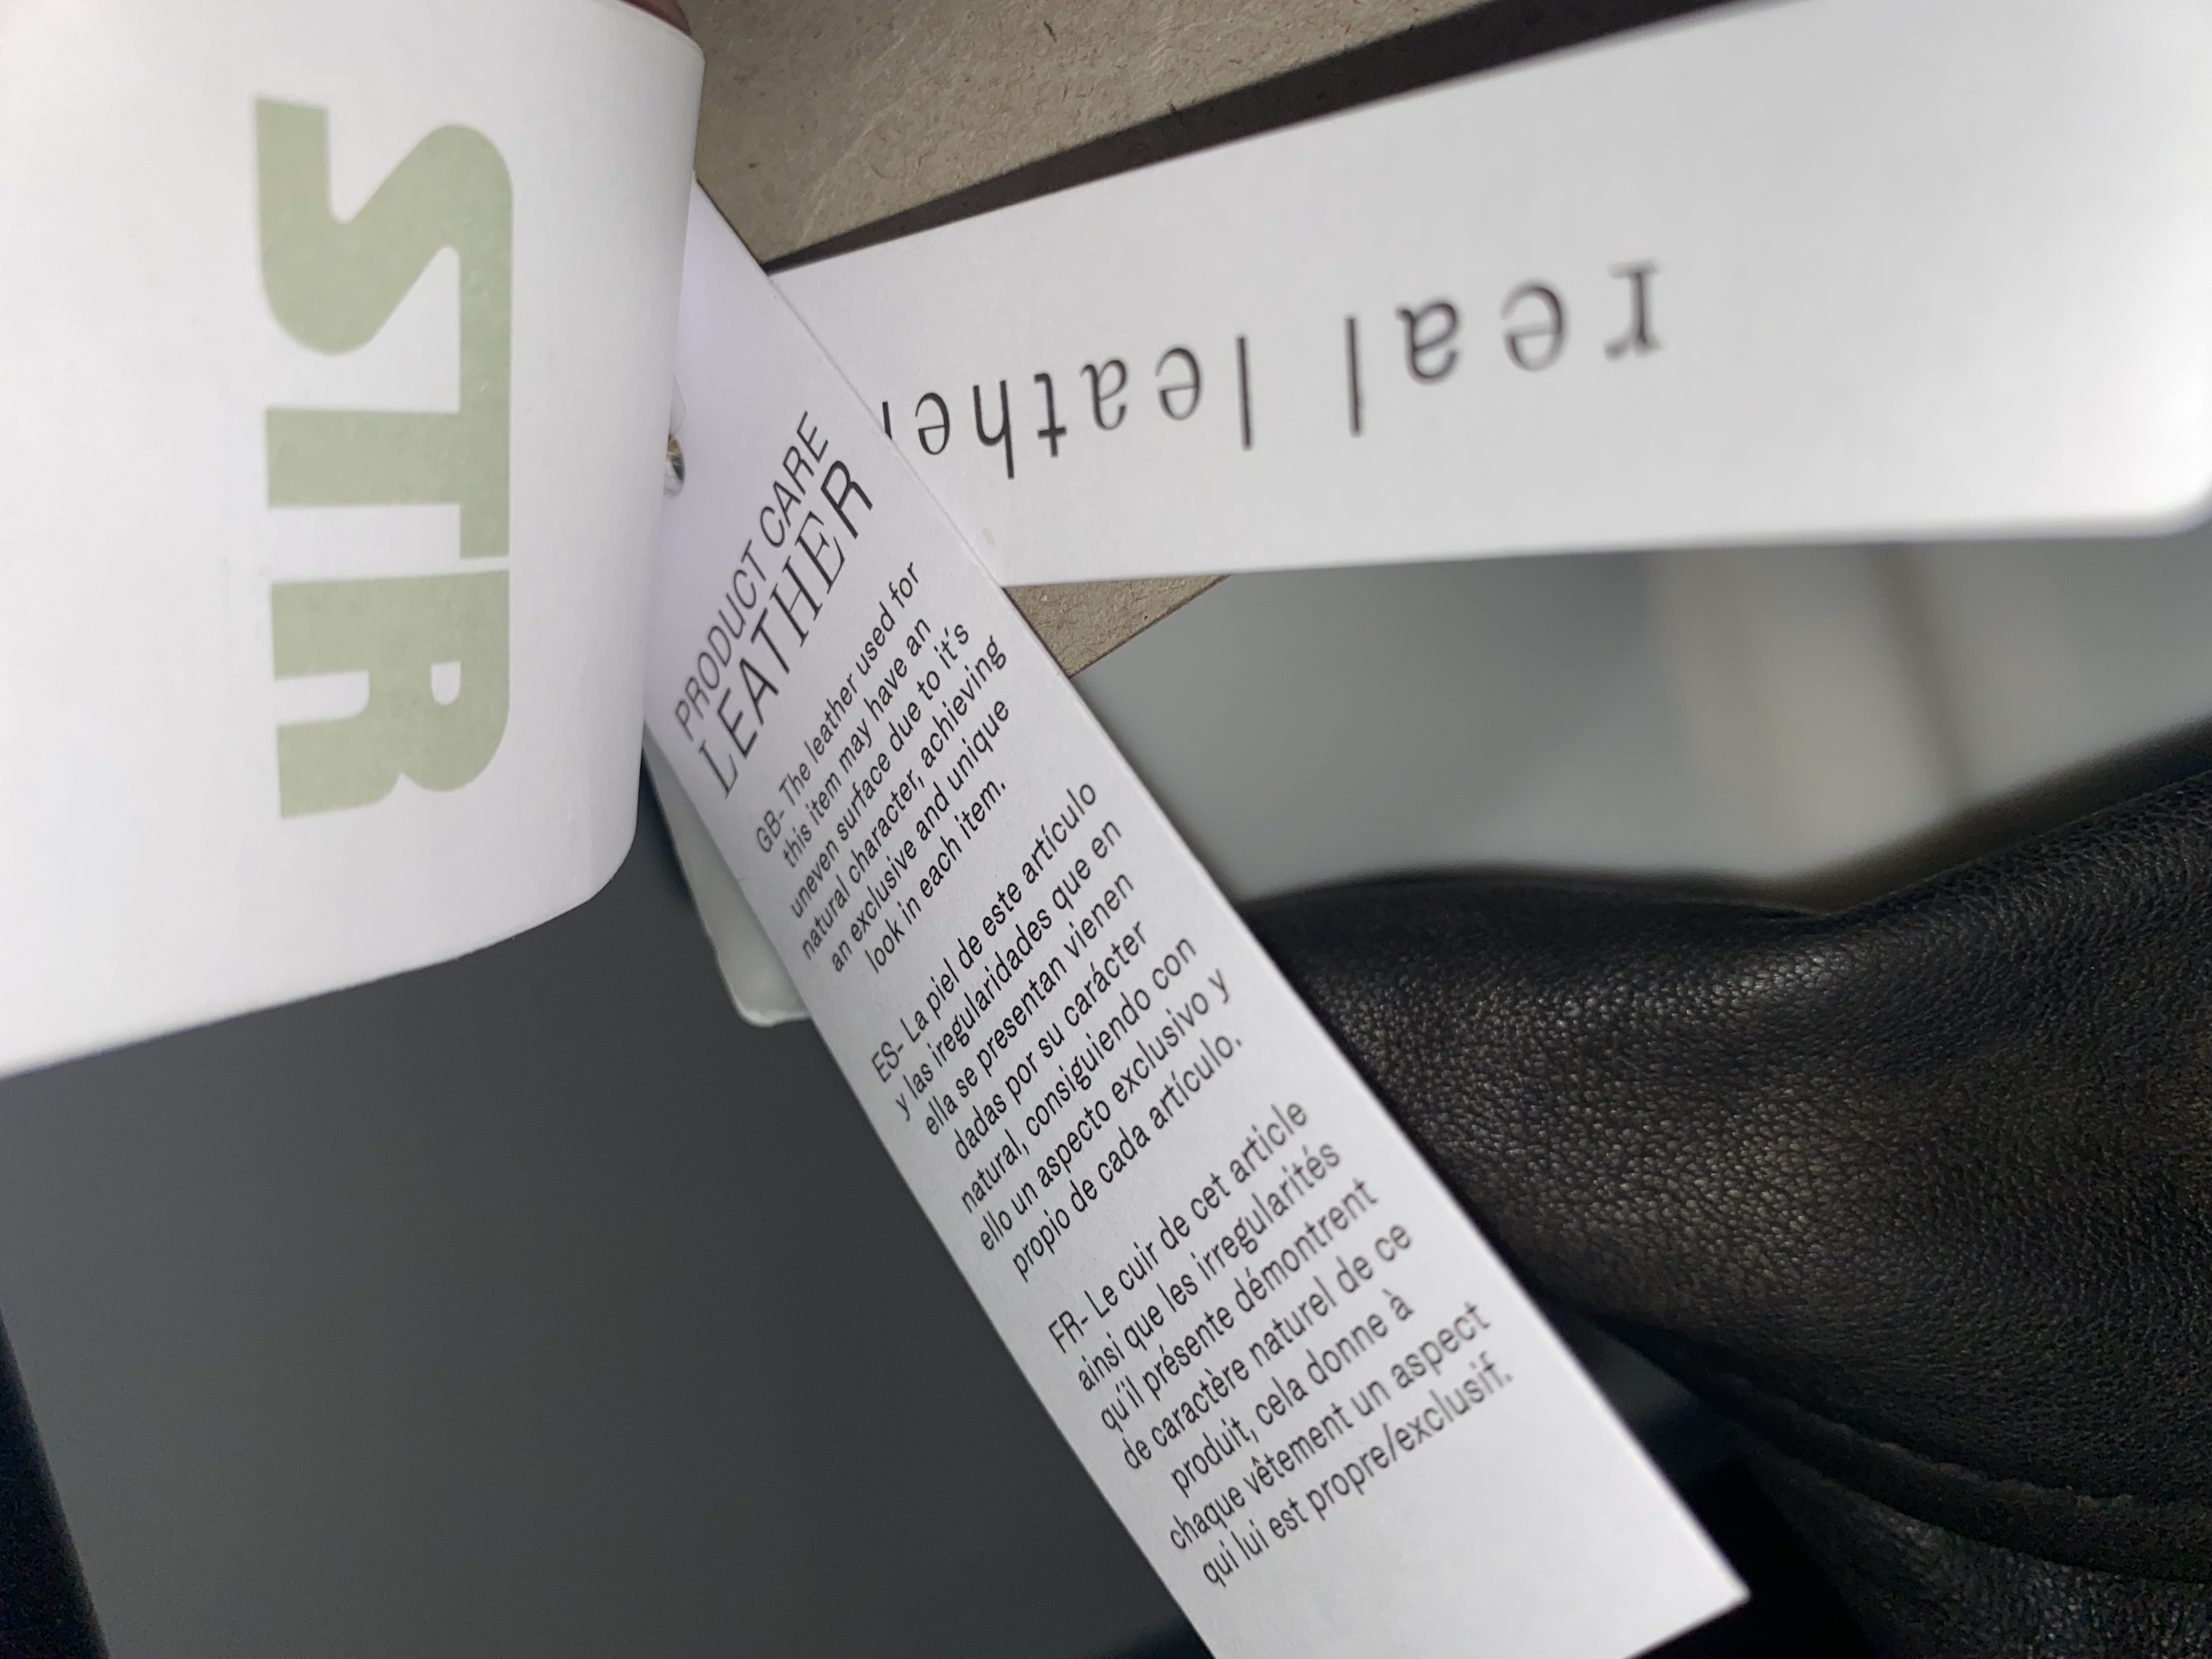 STR
real leather
PRODUCT CARE
LEATHER
GB- The leather used for
this item may have an
uneven surface due to it's
natural character, achieving
an exclusive and unique
look in each item.
ES- La piel de este artículo
y las iregularidades que en
ella se presentan vienen
dadas por su carácter
natural, consiguiendo con
ello un aspecto exclusivo y
propio de cada artículo.
FR- Le cuir de cet article
ainsi que les irregularités
qu'il présente démontrent
de caractère naturel de ce
produit, cela donne à
chaque vêtement un aspect
qui lui est propre/exclusif.